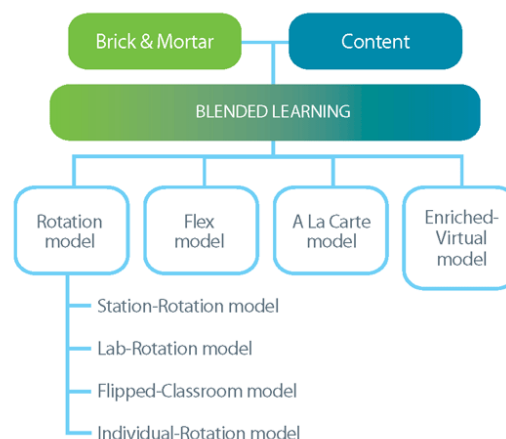 Brick & Mortar
Content
BLENDED LEARNING
Rotation
model
Flex
model
A La Carte
model
Enriched-
Virtual
model
Station-Rotation model
Lab-Rotation model
Flipped-Classroom model
Individual-Rotation model